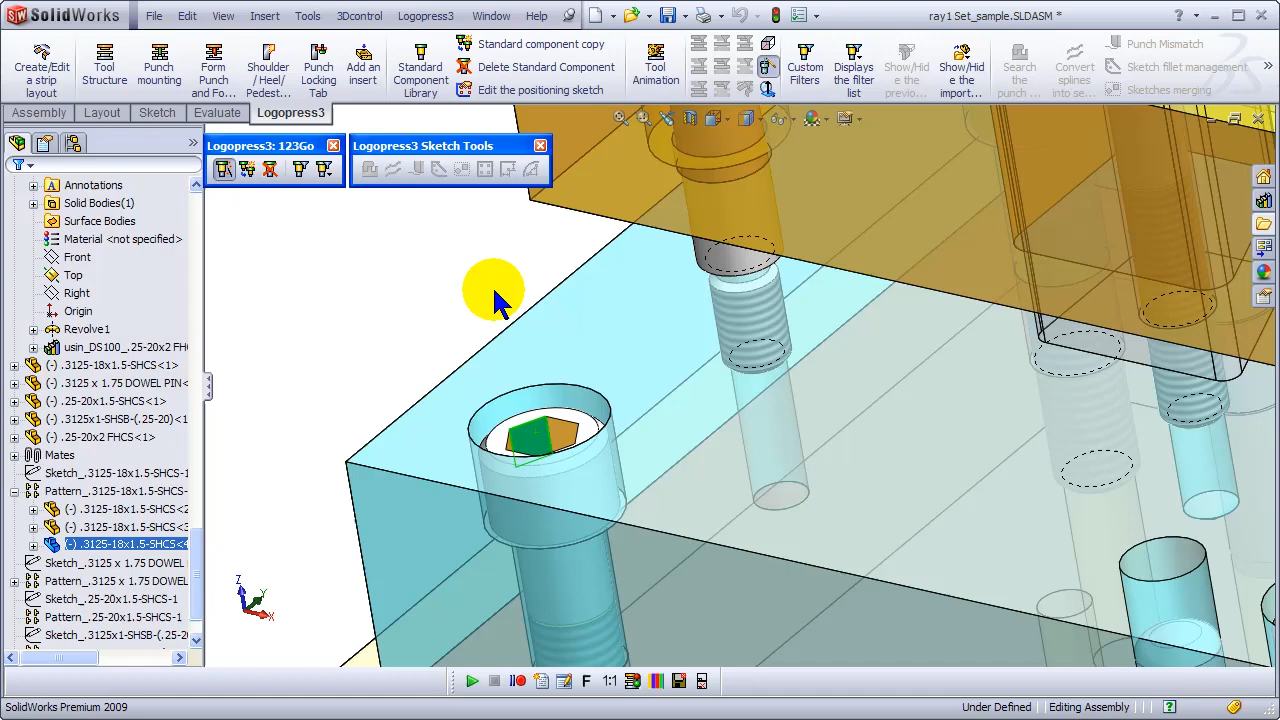 SW SolidWorks File Edit View Insert Tools 3Dcontrol Logopress3 Window Help ray1 Set_sample.SLDASM *
Create/Edit a strip layout Tool Structure Punch mounting Form Punch and Fo... Shoulder / Heel/ Pedest... Punch Locking Tab Add an insert Standard Component Library
Standard component copy
Delete Standard Component
Edit the positioning sketch
Tool Animation Custom Filters Displays the filter list Show/Hid e the previo... Show/Hid e the import... Search the punch ... Convert splines into se...
Punch Mismatch
Sketch fillet management
Sketches merging
Assembly Layout Sketch Evaluate Logopress3
Logopress3: 123Go
Logopress3 Sketch Tools
Annotations
Solid Bodies(1)
Surface Bodies
Material <not specified>
Front
Top
Right
Origin
Revolve1
usin_DS100_.25-20x2 FH
(-) .3125-18x1.5-SHCS<1>
(-) .3125 x 1.75 DOWEL PIN<
(-) .25-20x1.5-SHCS<1>
(-) .3125x1-SHSB-(.25-20)<1
(-) .25-20x2 FHCS<1>
Mates
Sketch_.3125-18x1.5-SHCS-1
Pattern_.3125-18x1.5-SHCS-
(-) .3125-18x1.5-SHCS<2
(-) .3125-18x1.5-SHCS<3
(-) .3125-18x1.5-SHCS<4
Sketch_.3125 x 1.75 DOWEL
Pattern_.3125 x 1.75 DOWEL
Sketch_.25-20x1.5-SHCS-1
Pattern_.25-20x1.5-SHCS-1
Sketch_.3125x1-SHSB-(.25-2
Z
Y
X
F 1:1
SolidWorks Premium 2009 Under Defined Editing Assembly